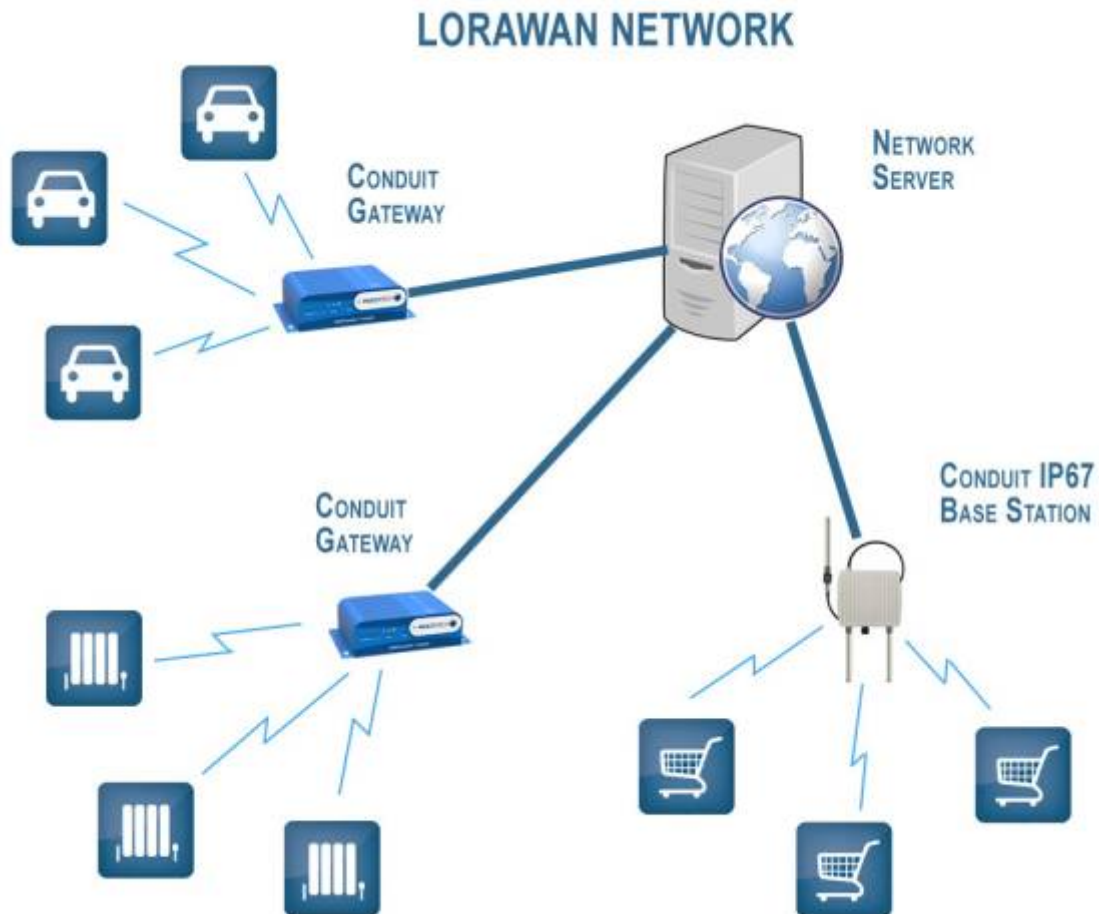 LORAWAN NETWORK
CONDUIT
GATEWAY
NETWORK
SERVER
CONDUIT
GATEWAY
CONDUIT IP67
BASE STATION